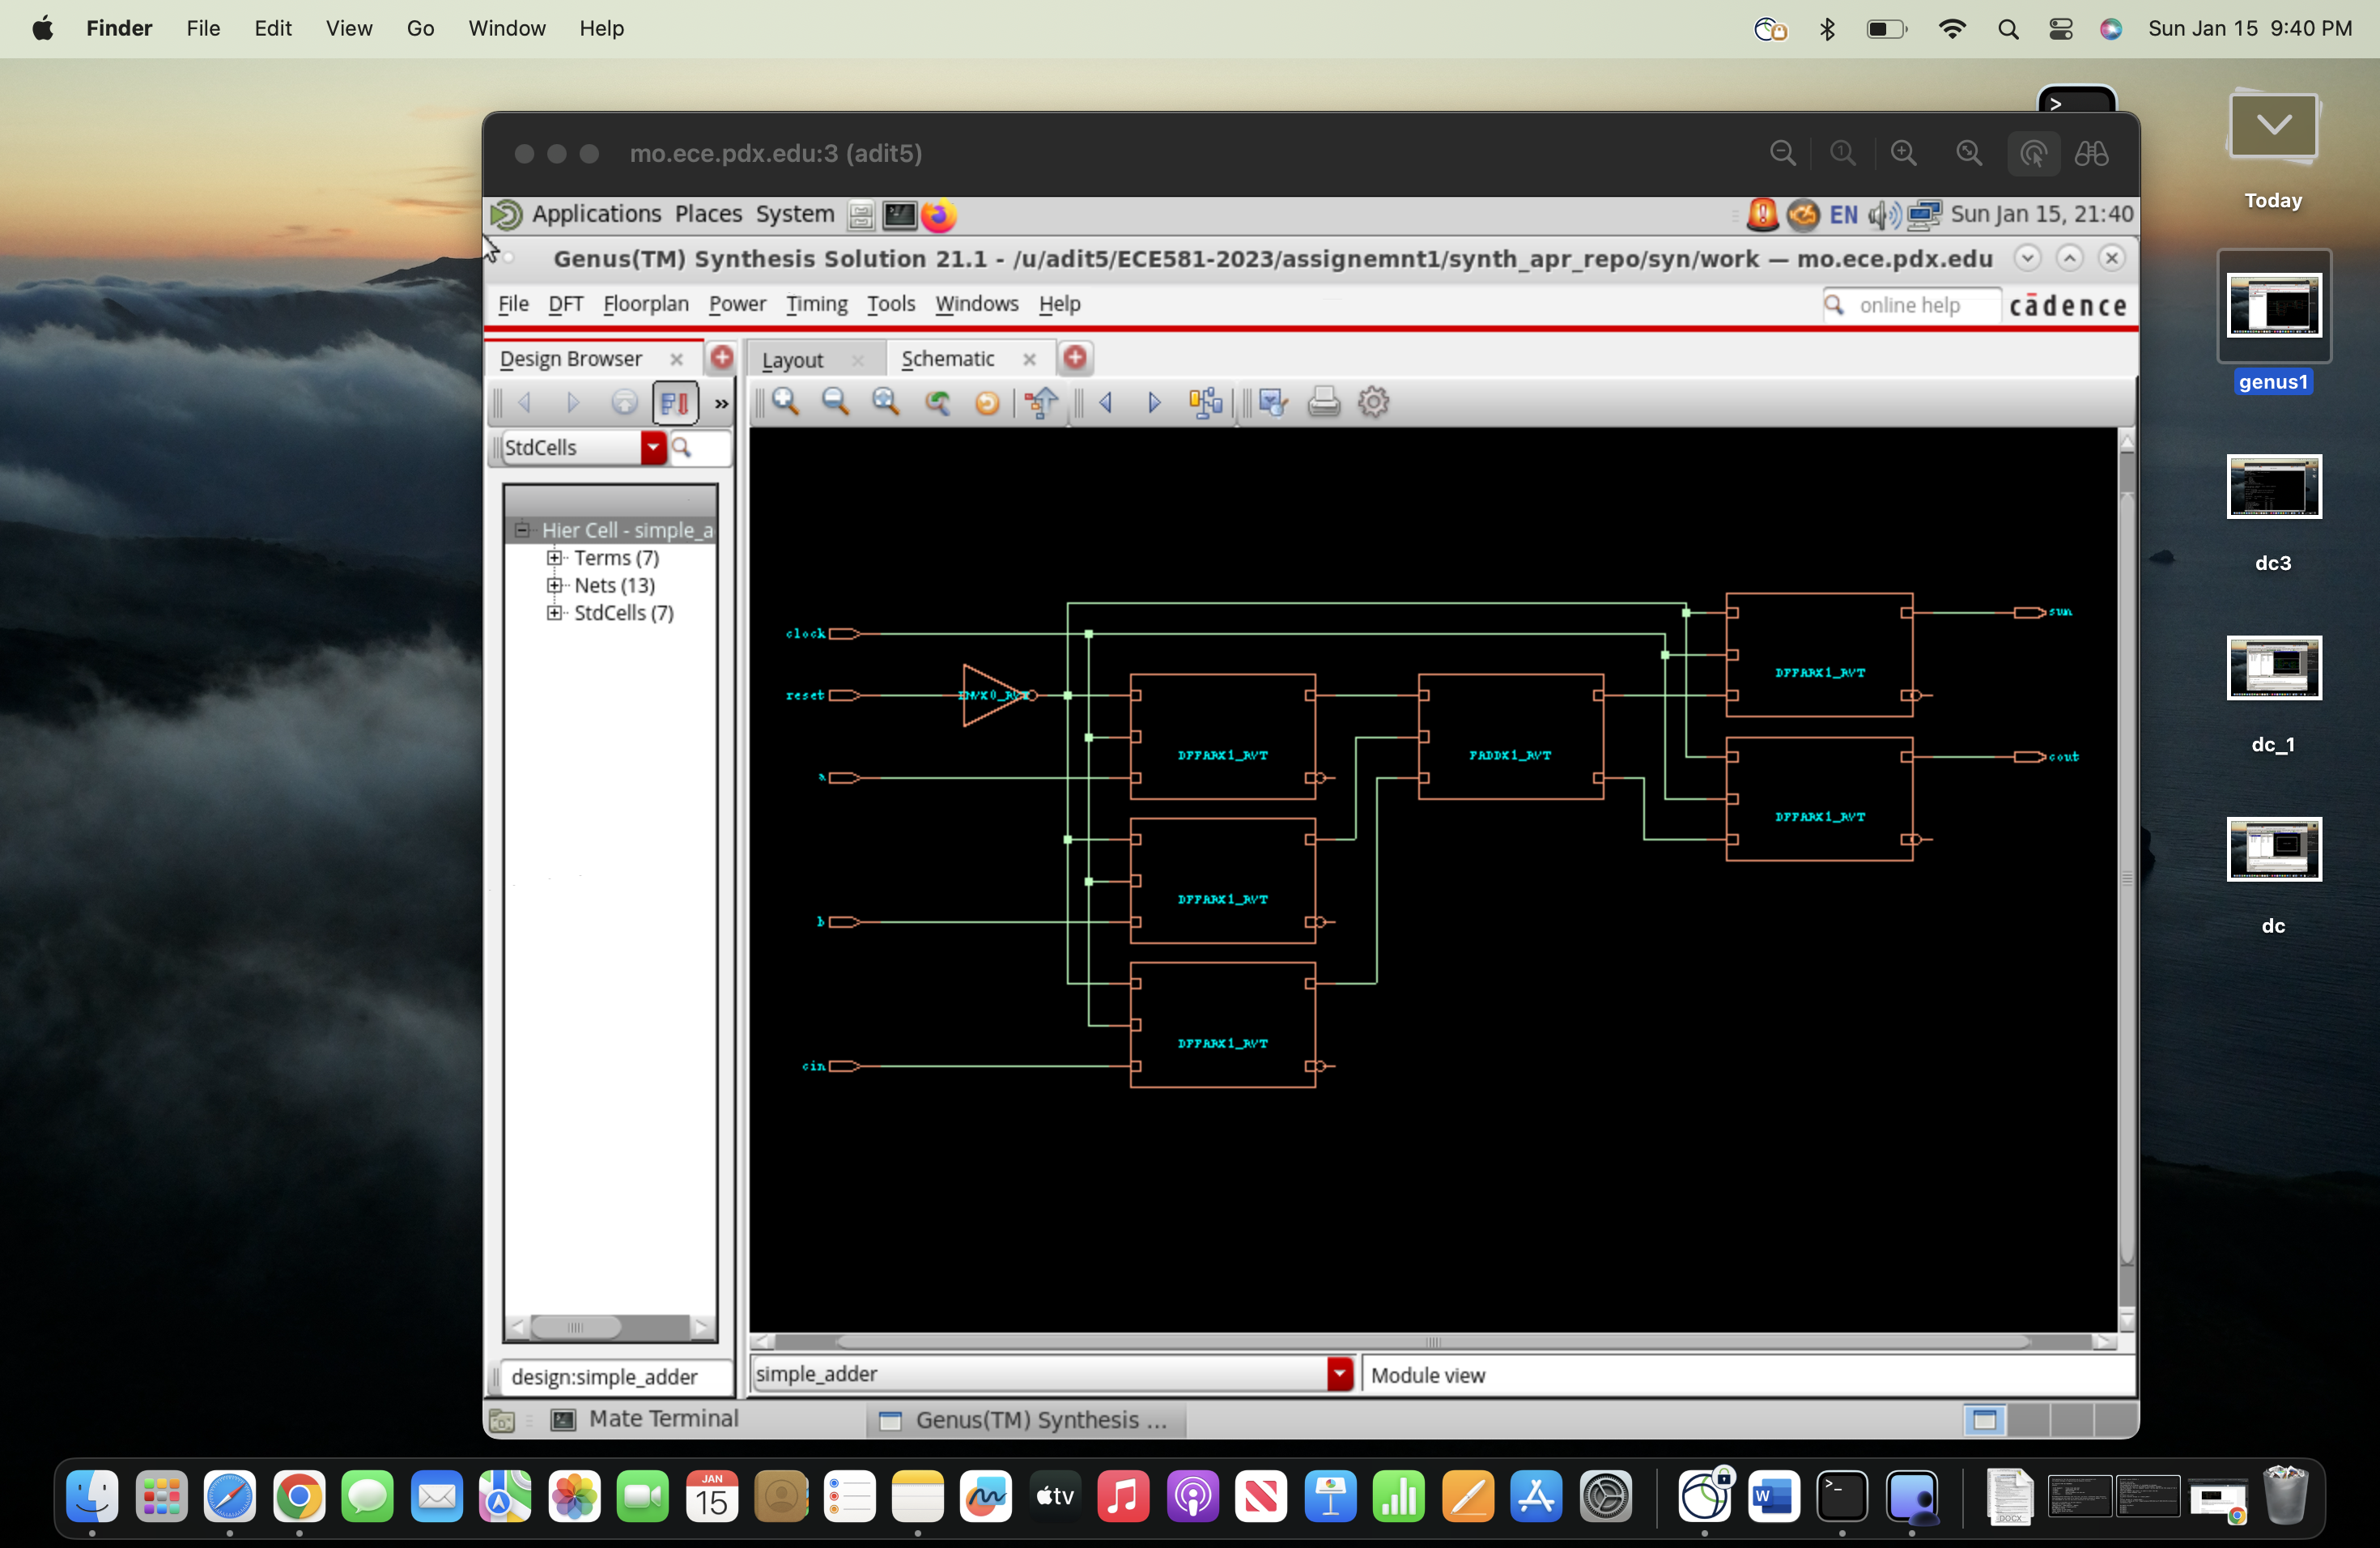 Finder File Edit View Go Window Help Sun Jan 15 9:40 PM
mo.ece.pdx.edu:3 (adit5)
Applications Places System EN Sun Jan 15, 21:40
Genus(TM) Synthesis Solution 21.1 - /u/adit5/ECE581-2023/assignemnt1/synth_apr_repo/syn/work — mo.ece.pdx.edu
File DFT Floorplan Power Timing Tools Windows Help online help cādence
Design Browser Layout Schematic
StdCells
Hier Cell - simple_a
Terms (7)
Nets (13)
StdCells (7)
clock
reset
a
b
cin
INVX0_RVT
DFFARX1_RVT
DFFARX1_RVT
DFFARX1_RVT
FADDX1_RVT
DFFARX1_RVT
DFFARX1_RVT
sum
cout
design:simple_adder
simple_adder
Module view
Mate Terminal
Genus(TM) Synthesis ...
Today
genus1
dc3
dc_1
dc
JAN
15
tv
W
DOCX